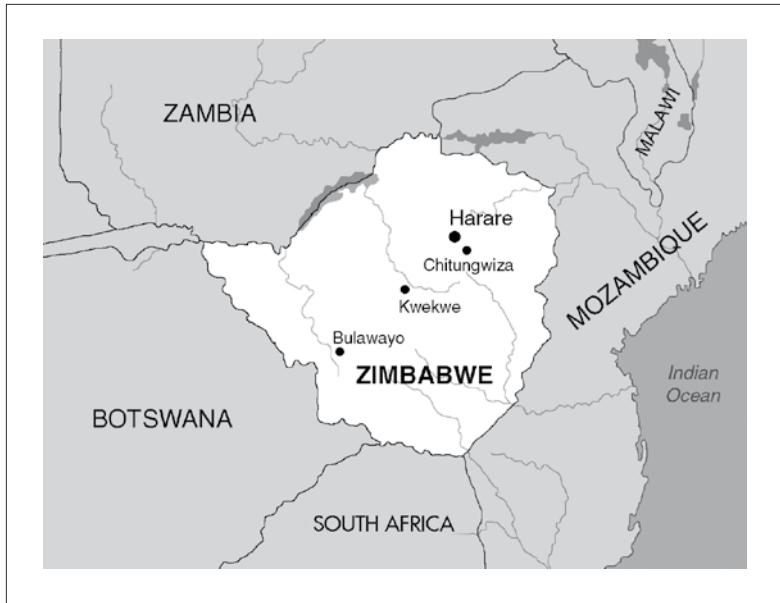 ZAMBIA
MALAWI
Harare
Chitungwiza
MOZAMBIQUE
Kwekwe
Bulawayo
ZIMBABWE
Indian
Ocean
BOTSWANA
SOUTH AFRICA